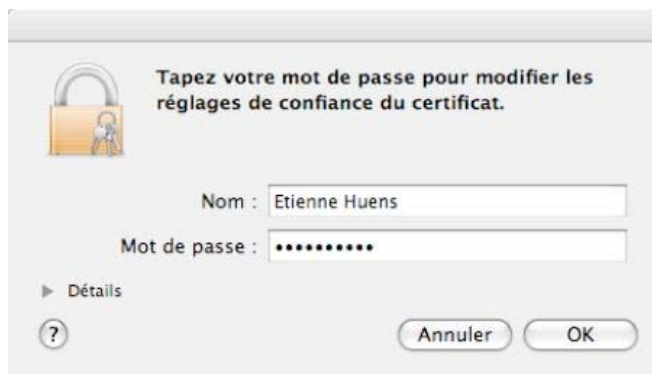 Tapez votre mot de passe pour modifier les
réglages de confiance du certificat.
Nom : Etienne Huens
Mot de passe : ••••••••••
Détails
?
Annuler
OK